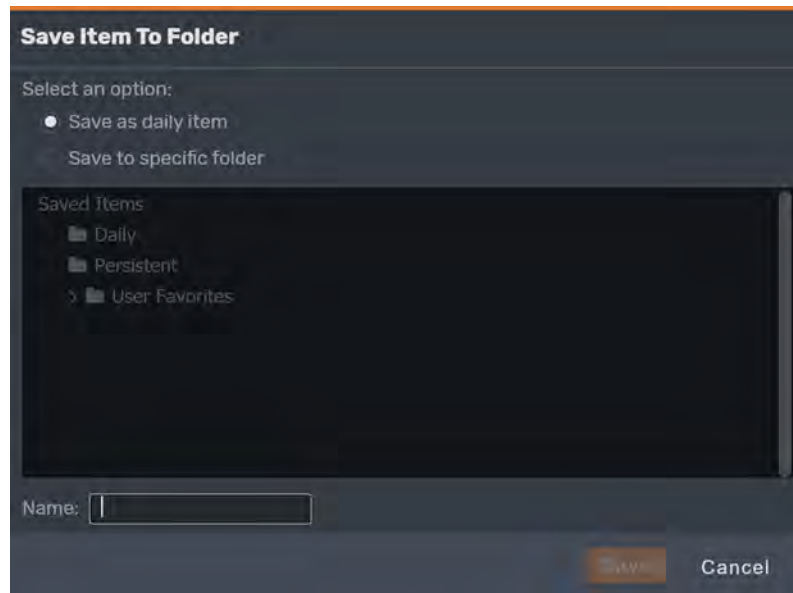 Save Item To Folder
Select an option:
Save as daily item
Save to specific folder
Saved Items
Daily
Persistent
User Favorites
Name:
Save Cancel